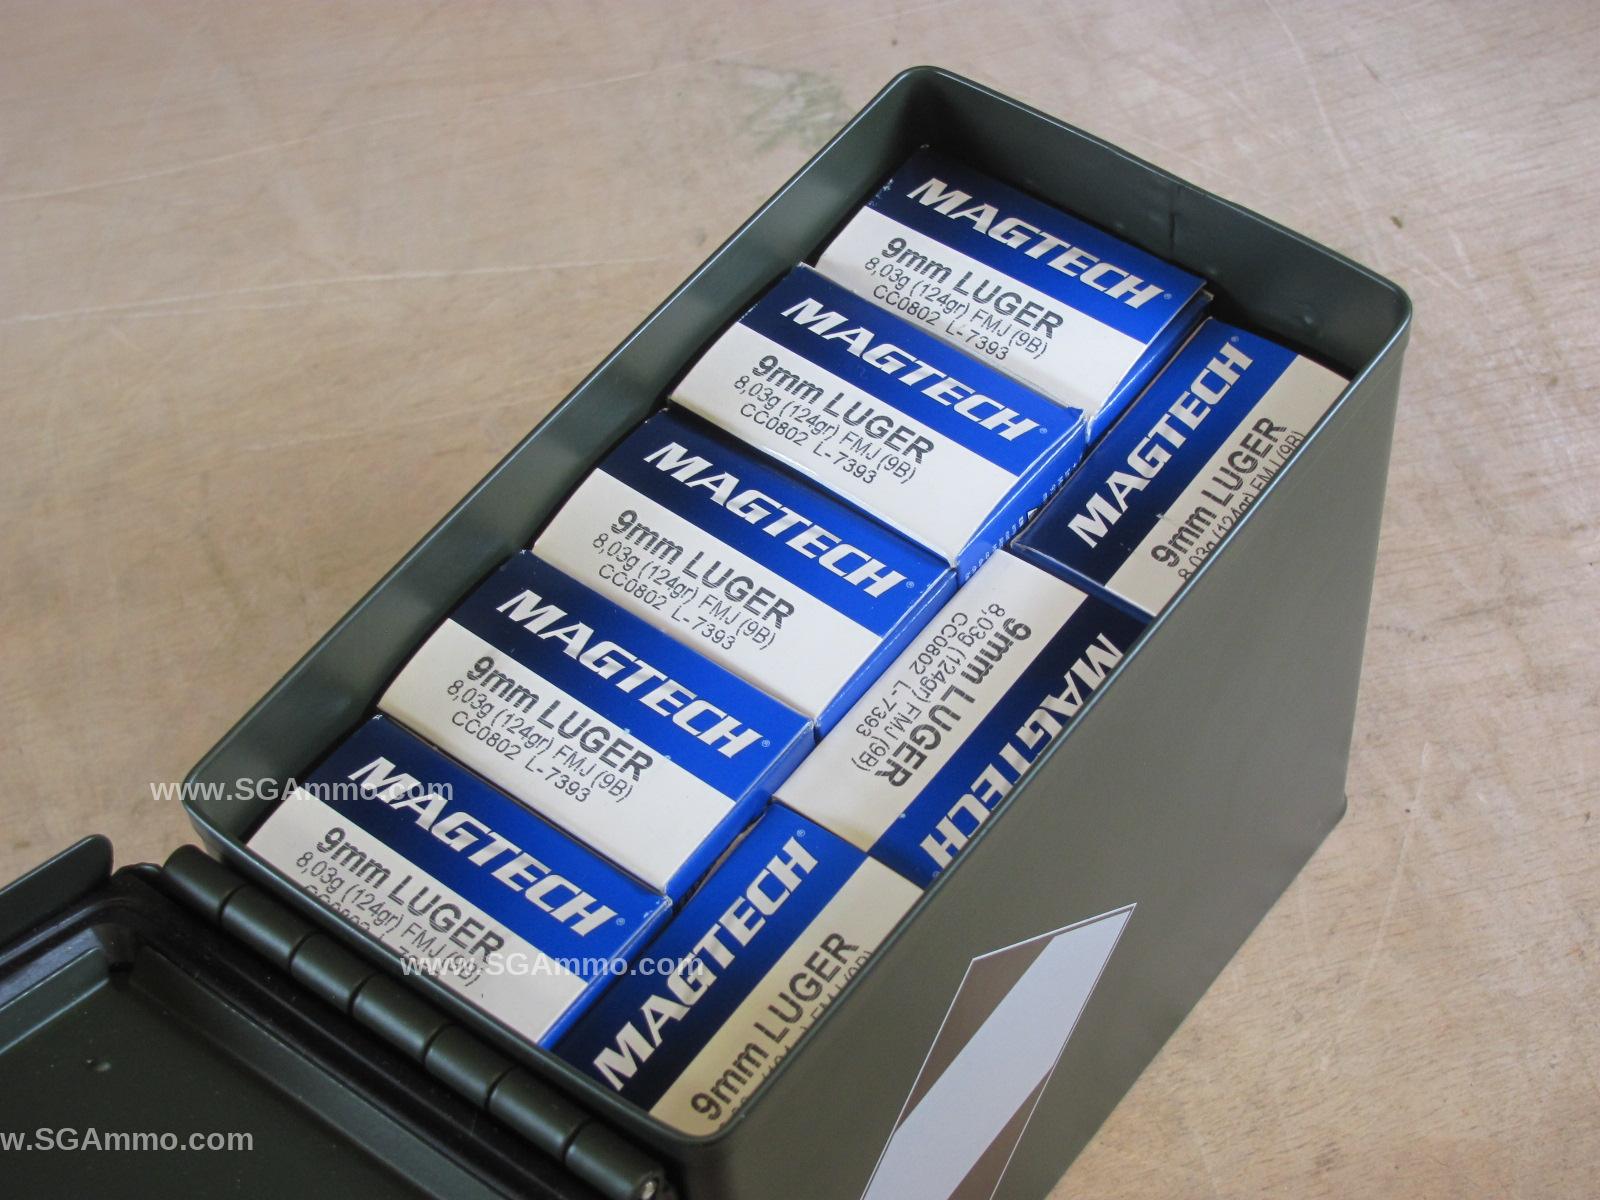 MAGTECH®
9mm LUGER
8,03g (124gr) FMJ (9B)
CC0802 L-7393
MAGTECH®
9mm LUGER
8,03g (124gr) FMJ (9B)
CC0802 L-7393
MAGTECH®
9mm LUGER
8,03g (124gr) FMJ (9B)
CC0802 L-7393
MAGTECH®
9mm LUGER
8,03g (124gr) FMJ (9B)
CC0802 L-7393
MAGTECH®
9mm LUGER
8,03g (124gr) FMJ (9B)
CC0802
MAGTECH®
9mm LUGER
8,03g (124gr) FMJ (9B)
9mm LUGER
8,03g (124gr) FMJ (9B)
CC0802 L-7393
MAGTECH
MAGTECH®
9mm LUGER
www.SGAmmo.com
www.SGAmmo.com
w.SGAmmo.com